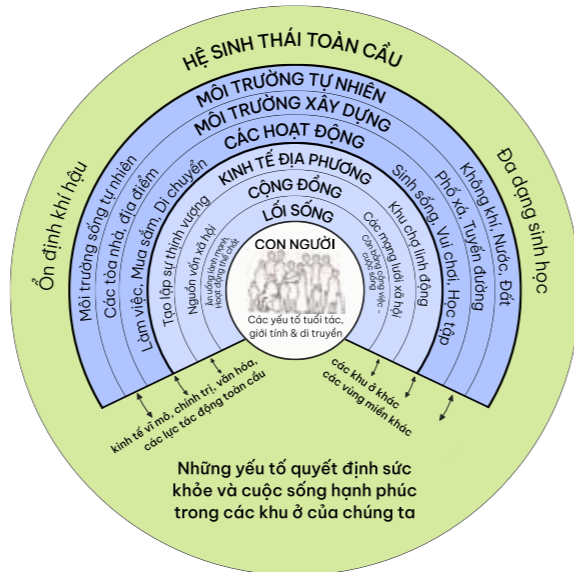 HỆ SINH THÁI TOÀN CẦU
Ổn định khí hậu
Đa dạng sinh học
MÔI TRƯỜNG TỰ NHIÊN
Môi trường sống tự nhiên
Không khí, Nước, Đất
MÔI TRƯỜNG XÂY DỰNG
Các tòa nhà, địa điểm
Phố xá, Tuyến đường
CÁC HOẠT ĐỘNG
Làm việc, Mua sắm, Di chuyển
Sinh sống, Vui chơi, Học tập
KINH TẾ ĐỊA PHƯƠNG
Tạo lập sự thịnh vượng
Khu chợ linh động
CỘNG ĐỒNG
Nguồn vốn xã hội
Các mạng lưới xã hội
LỐI SỐNG
Ăn uống lành mạnh,
Hoạt động thể chất
Cân bằng công việc -
cuộc sống
CON NGƯỜI
Các yếu tố tuổi tác,
giới tính & di truyền
kinh tế vĩ mô, chính trị, văn hóa,
các lực tác động toàn cầu
các khu ở khác
các vùng miền khác
Những yếu tố quyết định sức
khỏe và cuộc sống hạnh phúc
trong các khu ở của chúng ta